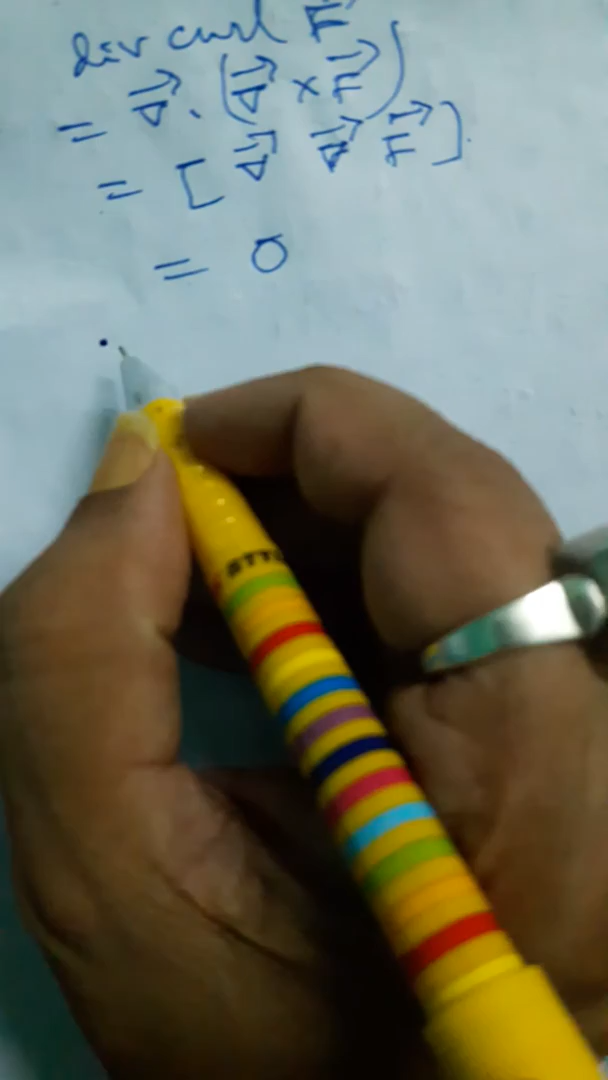 div curl F⃗
= ∇⃗ . (∇⃗ × F⃗)
= [ ∇⃗ ∇⃗ F⃗ ]
= 0